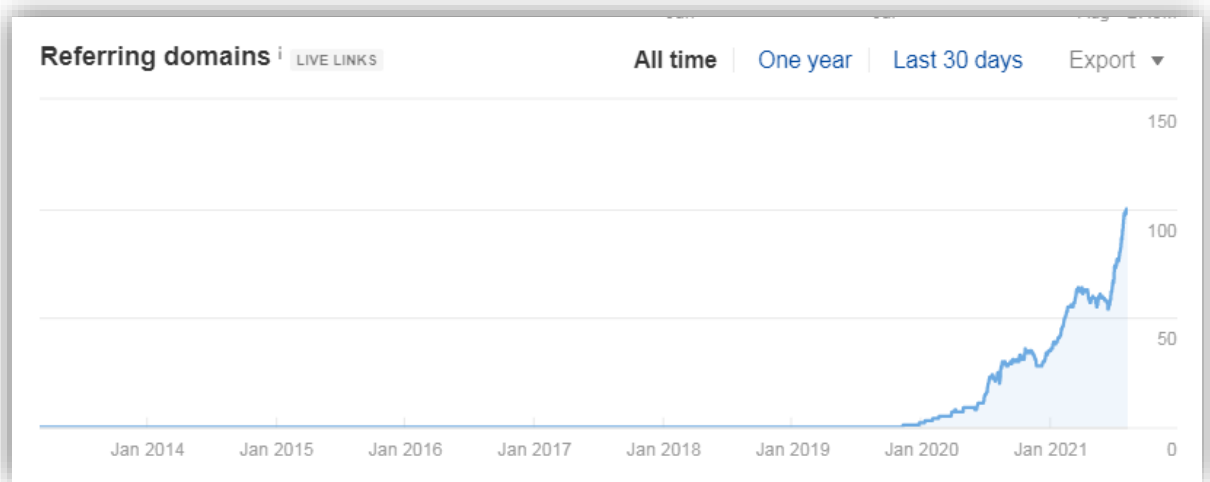 Referring domains i LIVE LINKS All time One year Last 30 days Export
150
100
50
Jan 2014 Jan 2015 Jan 2016 Jan 2017 Jan 2018 Jan 2019 Jan 2020 Jan 2021 0